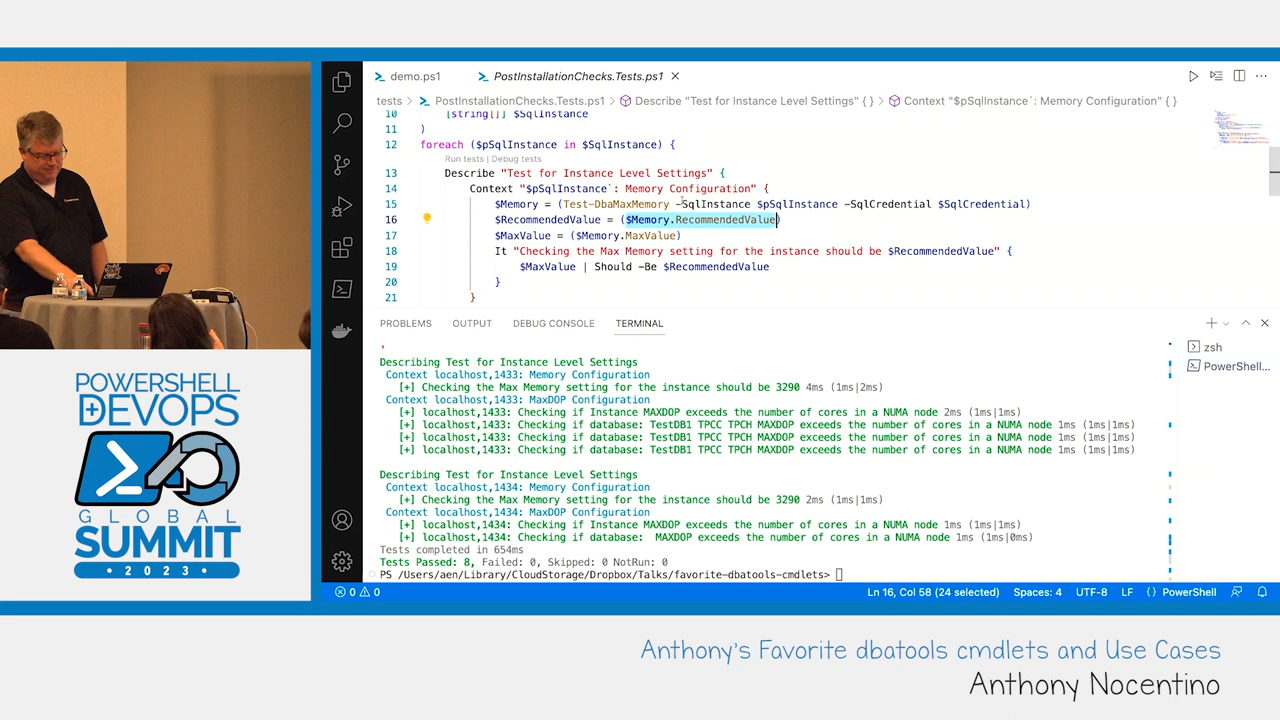 demo.ps1
PostInstallationChecks.Tests.ps1
tests > PostInstallationChecks.Tests.ps1 > Describe "Test for Instance Level Settings" { } > Context "$pSqlInstance`: Memory Configuration" { }
10 [string[]] $SqlInstance
11 )
12 foreach ($pSqlInstance in $SqlInstance) {
Run tests | Debug tests
13 Describe "Test for Instance Level Settings" {
14 Context "$pSqlInstance`: Memory Configuration" {
15 $Memory = (Test-DbaMaxMemory -SqlInstance $pSqlInstance -SqlCredential $SqlCredential)
16 $RecommendedValue = ($Memory.RecommendedValue)
17 $MaxValue = ($Memory.MaxValue)
18 It "Checking the Max Memory setting for the instance should be $RecommendedValue" {
19 $MaxValue | Should -Be $RecommendedValue
20 }
21 }
PROBLEMS OUTPUT DEBUG CONSOLE TERMINAL
zsh
PowerShell...
Describing Test for Instance Level Settings
Context localhost,1433: Memory Configuration
[+] Checking the Max Memory setting for the instance should be 3290 4ms (1ms|2ms)
Context localhost,1433: MaxDOP Configuration
[+] localhost,1433: Checking if Instance MAXDOP exceeds the number of cores in a NUMA node 2ms (1ms|1ms)
[+] localhost,1433: Checking if database: TestDB1 TPCC TPCH MAXDOP exceeds the number of cores in a NUMA node 1ms (1ms|1ms)
[+] localhost,1433: Checking if database: TestDB1 TPCC TPCH MAXDOP exceeds the number of cores in a NUMA node 1ms (1ms|1ms)
[+] localhost,1433: Checking if database: TestDB1 TPCC TPCH MAXDOP exceeds the number of cores in a NUMA node 1ms (1ms|1ms)
Describing Test for Instance Level Settings
Context localhost,1434: Memory Configuration
[+] Checking the Max Memory setting for the instance should be 3290 2ms (1ms|1ms)
Context localhost,1434: MaxDOP Configuration
[+] localhost,1434: Checking if Instance MAXDOP exceeds the number of cores in a NUMA node 1ms (1ms|1ms)
[+] localhost,1434: Checking if database:  MAXDOP exceeds the number of cores in a NUMA node 1ms (1ms|0ms)
Tests completed in 654ms
Tests Passed: 8, Failed: 0, Skipped: 0 NotRun: 0
PS /Users/aen/Library/CloudStorage/Dropbox/Talks/favorite-dbatools-cmdlets>
0 0 Ln 16, Col 58 (24 selected) Spaces: 4 UTF-8 LF { } PowerShell
POWERSHELL
+DEVOPS
GLOBAL
SUMMIT
• 2023 •
Anthony's Favorite dbatools cmdlets and Use Cases
Anthony Nocentino